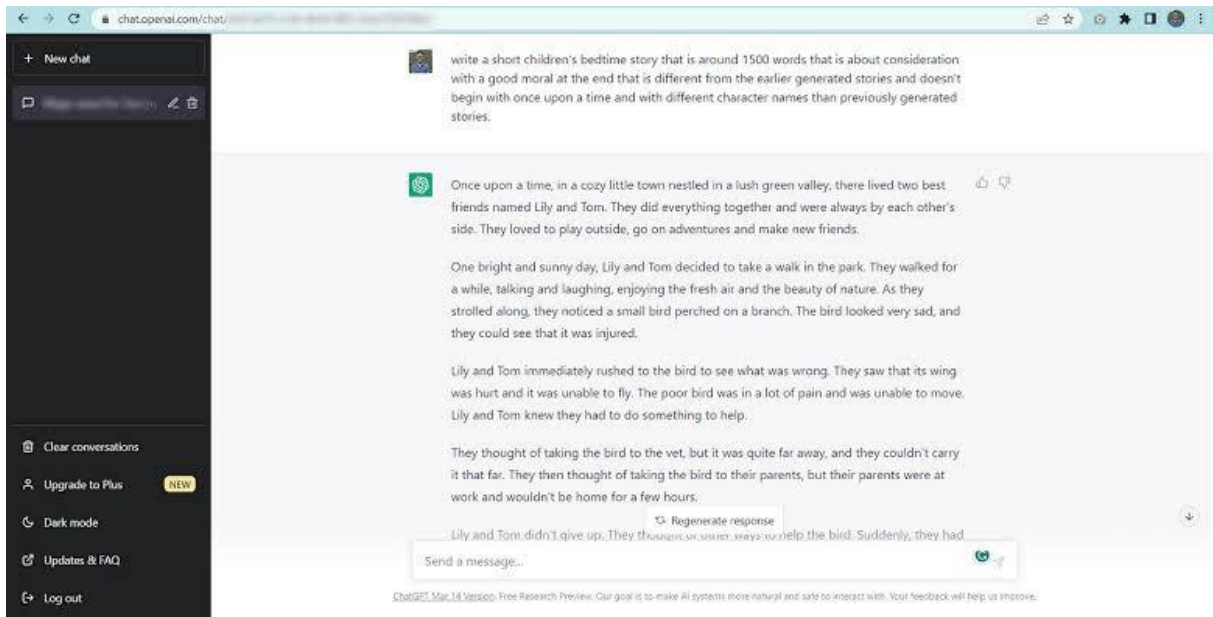 chat.openai.com/chat/
New chat
write a short children's bedtime story that is around 1500 words that is about consideration
with a good moral at the end that is different from the earlier generated stories and doesn't
begin with once upon a time and with different character names than previously generated
stories.
Once upon a time, in a cozy little town nestled in a lush green valley, there lived two best
friends named Lily and Tom. They did everything together and were always by each other's
side. They loved to play outside, go on adventures and make new friends.
One bright and sunny day, Lily and Tom decided to take a walk in the park. They walked for
a while, talking and laughing, enjoying the fresh air and the beauty of nature. As they
strolled along, they noticed a small bird perched on a branch. The bird looked very sad, and
they could see that it was injured.
Lily and Tom immediately rushed to the bird to see what was wrong. They saw that its wing
was hurt and it was unable to fly. The poor bird was in a lot of pain and was unable to move.
Lily and Tom knew they had to do something to help.
They thought of taking the bird to the vet, but it was quite far away, and they couldn't carry
it that far. They then thought of taking the bird to their parents, but their parents were at
work and wouldn't be home for a few hours.
Lily and Tom didn't give up. They thought of other ways to help the bird. Suddenly, they had
Regenerate response
Send a message...
ChatGPT Mar 14 Version. Free Research Preview. Our goal is to make AI systems more natural and safe to interact with. Your feedback will help us improve.
Clear conversations
Upgrade to Plus NEW
Dark mode
Updates & FAQ
Log out